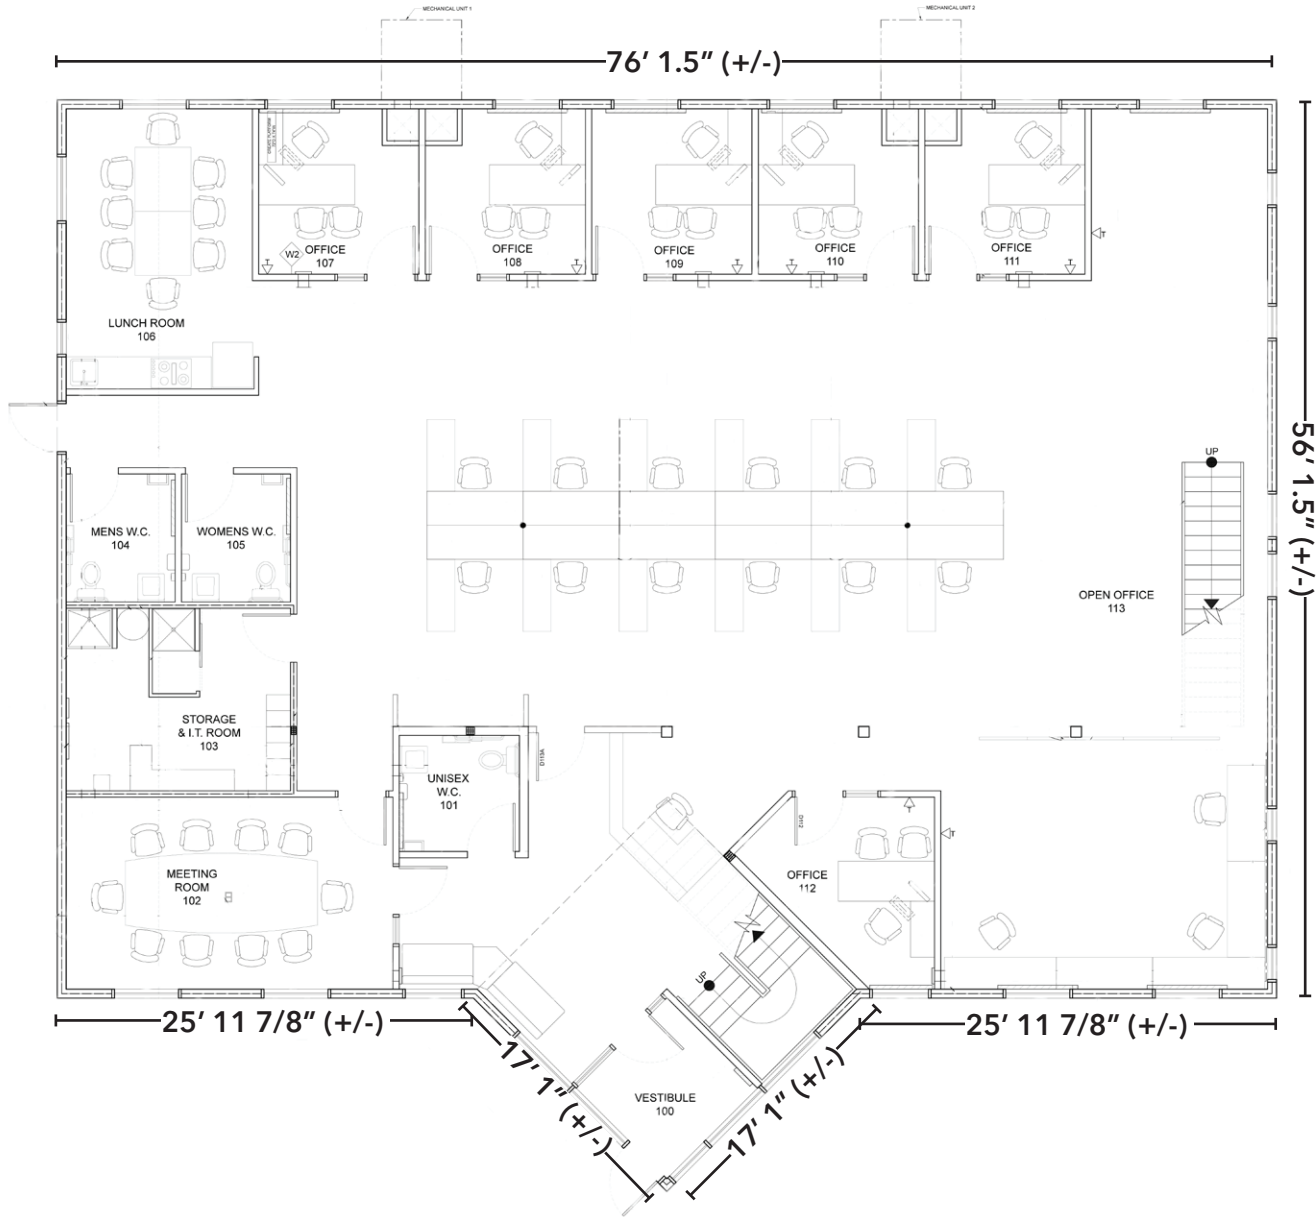 MECHANICAL UNIT 1
MECHANICAL UNIT 2
76' 1.5" (+/-)
W2
OFFICE
107
OFFICE
108
OFFICE
109
OFFICE
110
OFFICE
111
T
T
T
T
T
T
LUNCH ROOM
106
56' 1.5" (+/-)
UP
MENS W.C.
104
WOMENS W.C.
105
OPEN OFFICE
113
STORAGE
& I.T. ROOM
103
UNISEX
W.C.
101
D113A
D112
T
T
MEETING
ROOM
102
OFFICE
112
UP
25' 11 7/8" (+/-)
17' 1" (+/-)
17' 1" (+/-)
25' 11 7/8" (+/-)
VESTIBULE
100